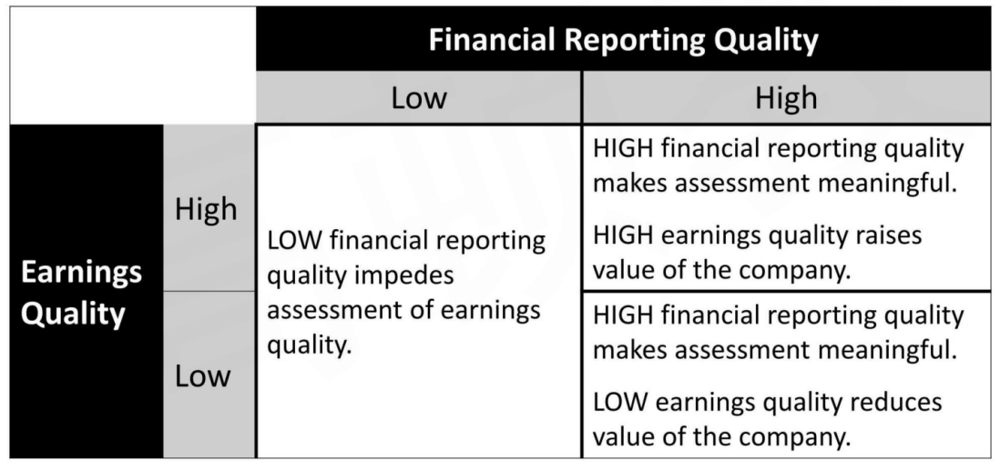 Financial Reporting Quality
Low
High
Earnings
Quality
High
Low
LOW financial reporting
quality impedes
assessment of earnings
quality.
HIGH financial reporting quality
makes assessment meaningful.
HIGH earnings quality raises
value of the company.
HIGH financial reporting quality
makes assessment meaningful.
LOW earnings quality reduces
value of the company.